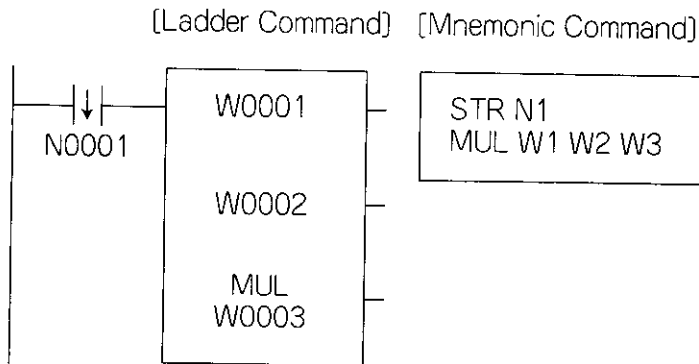 [Ladder Command]
[Mnemonic Command]
W0001
N0001
W0002
MUL
W0003
STR N1
MUL W1 W2 W3